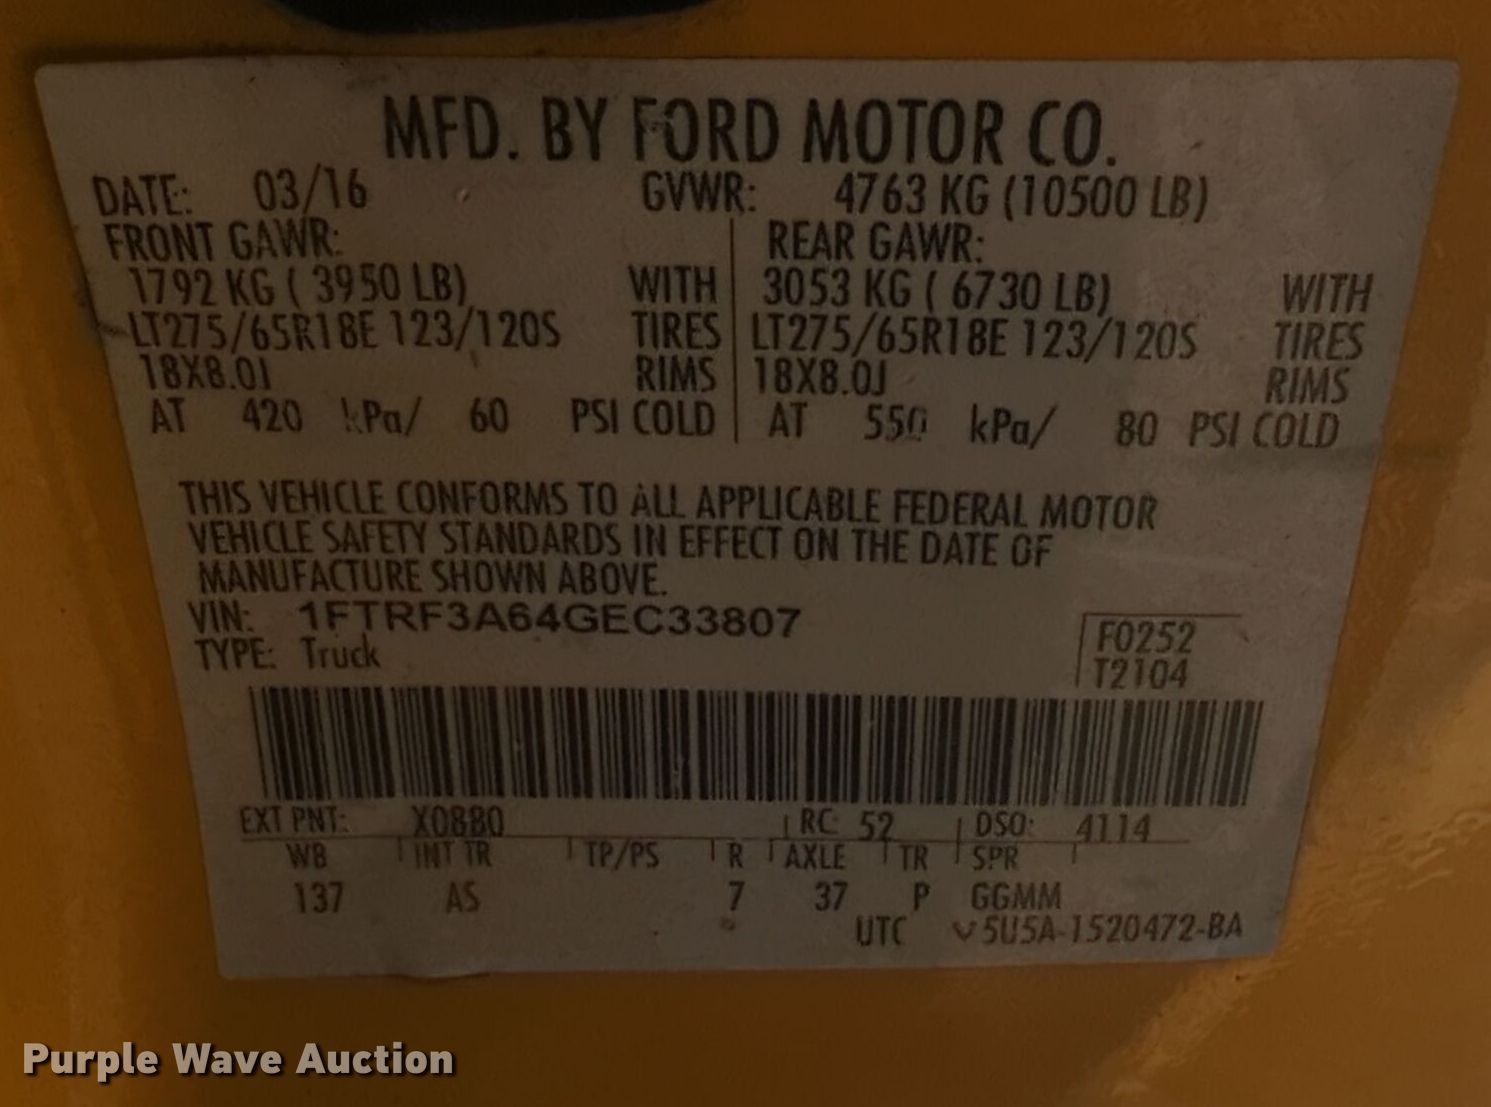 MFD. BY FORD MOTOR CO.
DATE: 03/16 GVWR: 4763 KG (10500 LB)
FRONT GAWR: REAR GAWR:
1792 KG ( 3950 LB) WITH 3053 KG ( 6730 LB) WITH
LT275/65R18E 123/120S TIRES LT275/65R18E 123/120S TIRES
18X8.0J RIMS 18X8.0J RIMS
AT 420 kPa/ 60 PSI COLD AT 550 kPa/ 80 PSI COLD
THIS VEHICLE CONFORMS TO ALL APPLICABLE FEDERAL MOTOR
VEHICLE SAFETY STANDARDS IN EFFECT ON THE DATE OF
MANUFACTURE SHOWN ABOVE.
VIN: 1FTRF3A64GEC33807
TYPE: Truck
F0252
T2104
EXT PNT: X0880 RC: 52 DSO: 4114
WB INT TR TP/PS R AXLE TR SPR
137 AS 7 37 P GGMM
UTC V5U5A-1520472-BA
Purple Wave Auction